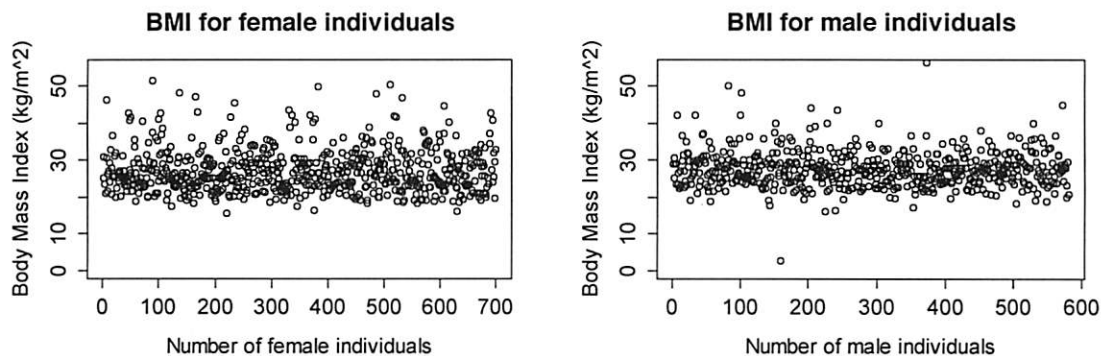 BMI for female individuals
Body Mass Index (kg/m^2)
50
30
10
0
0 100 200 300 400 500 600 700
Number of female individuals
BMI for male individuals
Body Mass Index (kg/m^2)
50
30
10
0
0 100 200 300 400 500 600
Number of male individuals